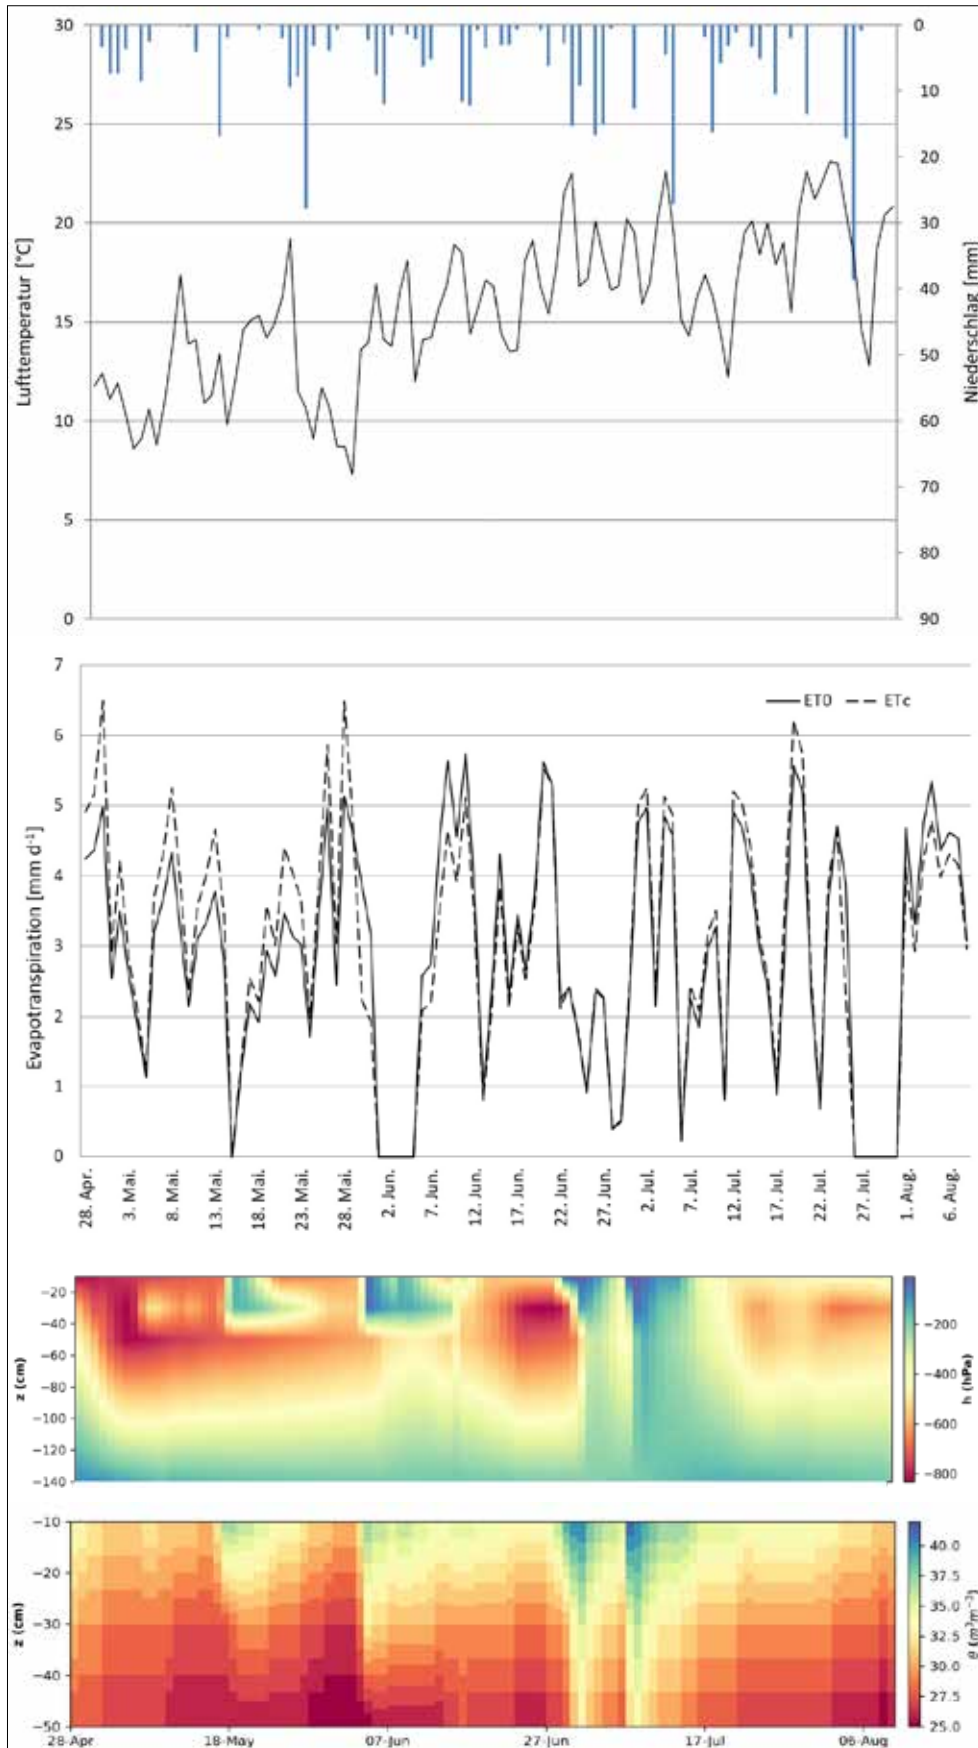 30
25
20
15
10
5
0
Lufttemperatur [°C]
0
10
20
30
40
50
60
70
80
90
Niederschlag [mm]
7
6
5
4
3
2
1
0
Evapotranspiration [mm d⁻¹]
ET0
ETc
28. Apr.
3. Mai.
8. Mai.
13. Mai.
18. Mai.
23. Mai.
28. Mai.
2. Jun.
7. Jun.
12. Jun.
17. Jun.
22. Jun.
27. Jun.
2. Jul.
7. Jul.
12. Jul.
17. Jul.
22. Jul.
27. Jul.
1. Aug.
6. Aug.
−20
−40
−60
−80
−100
−120
−140
z (cm)
−200
−400
−600
−800
h (hPa)
−10
−20
−30
−40
−50
z (cm)
40.0
37.5
35.0
32.5
30.0
27.5
25.0
θ (m³m⁻³)
28-Apr
18-May
07-Jun
27-Jun
17-Jul
06-Aug